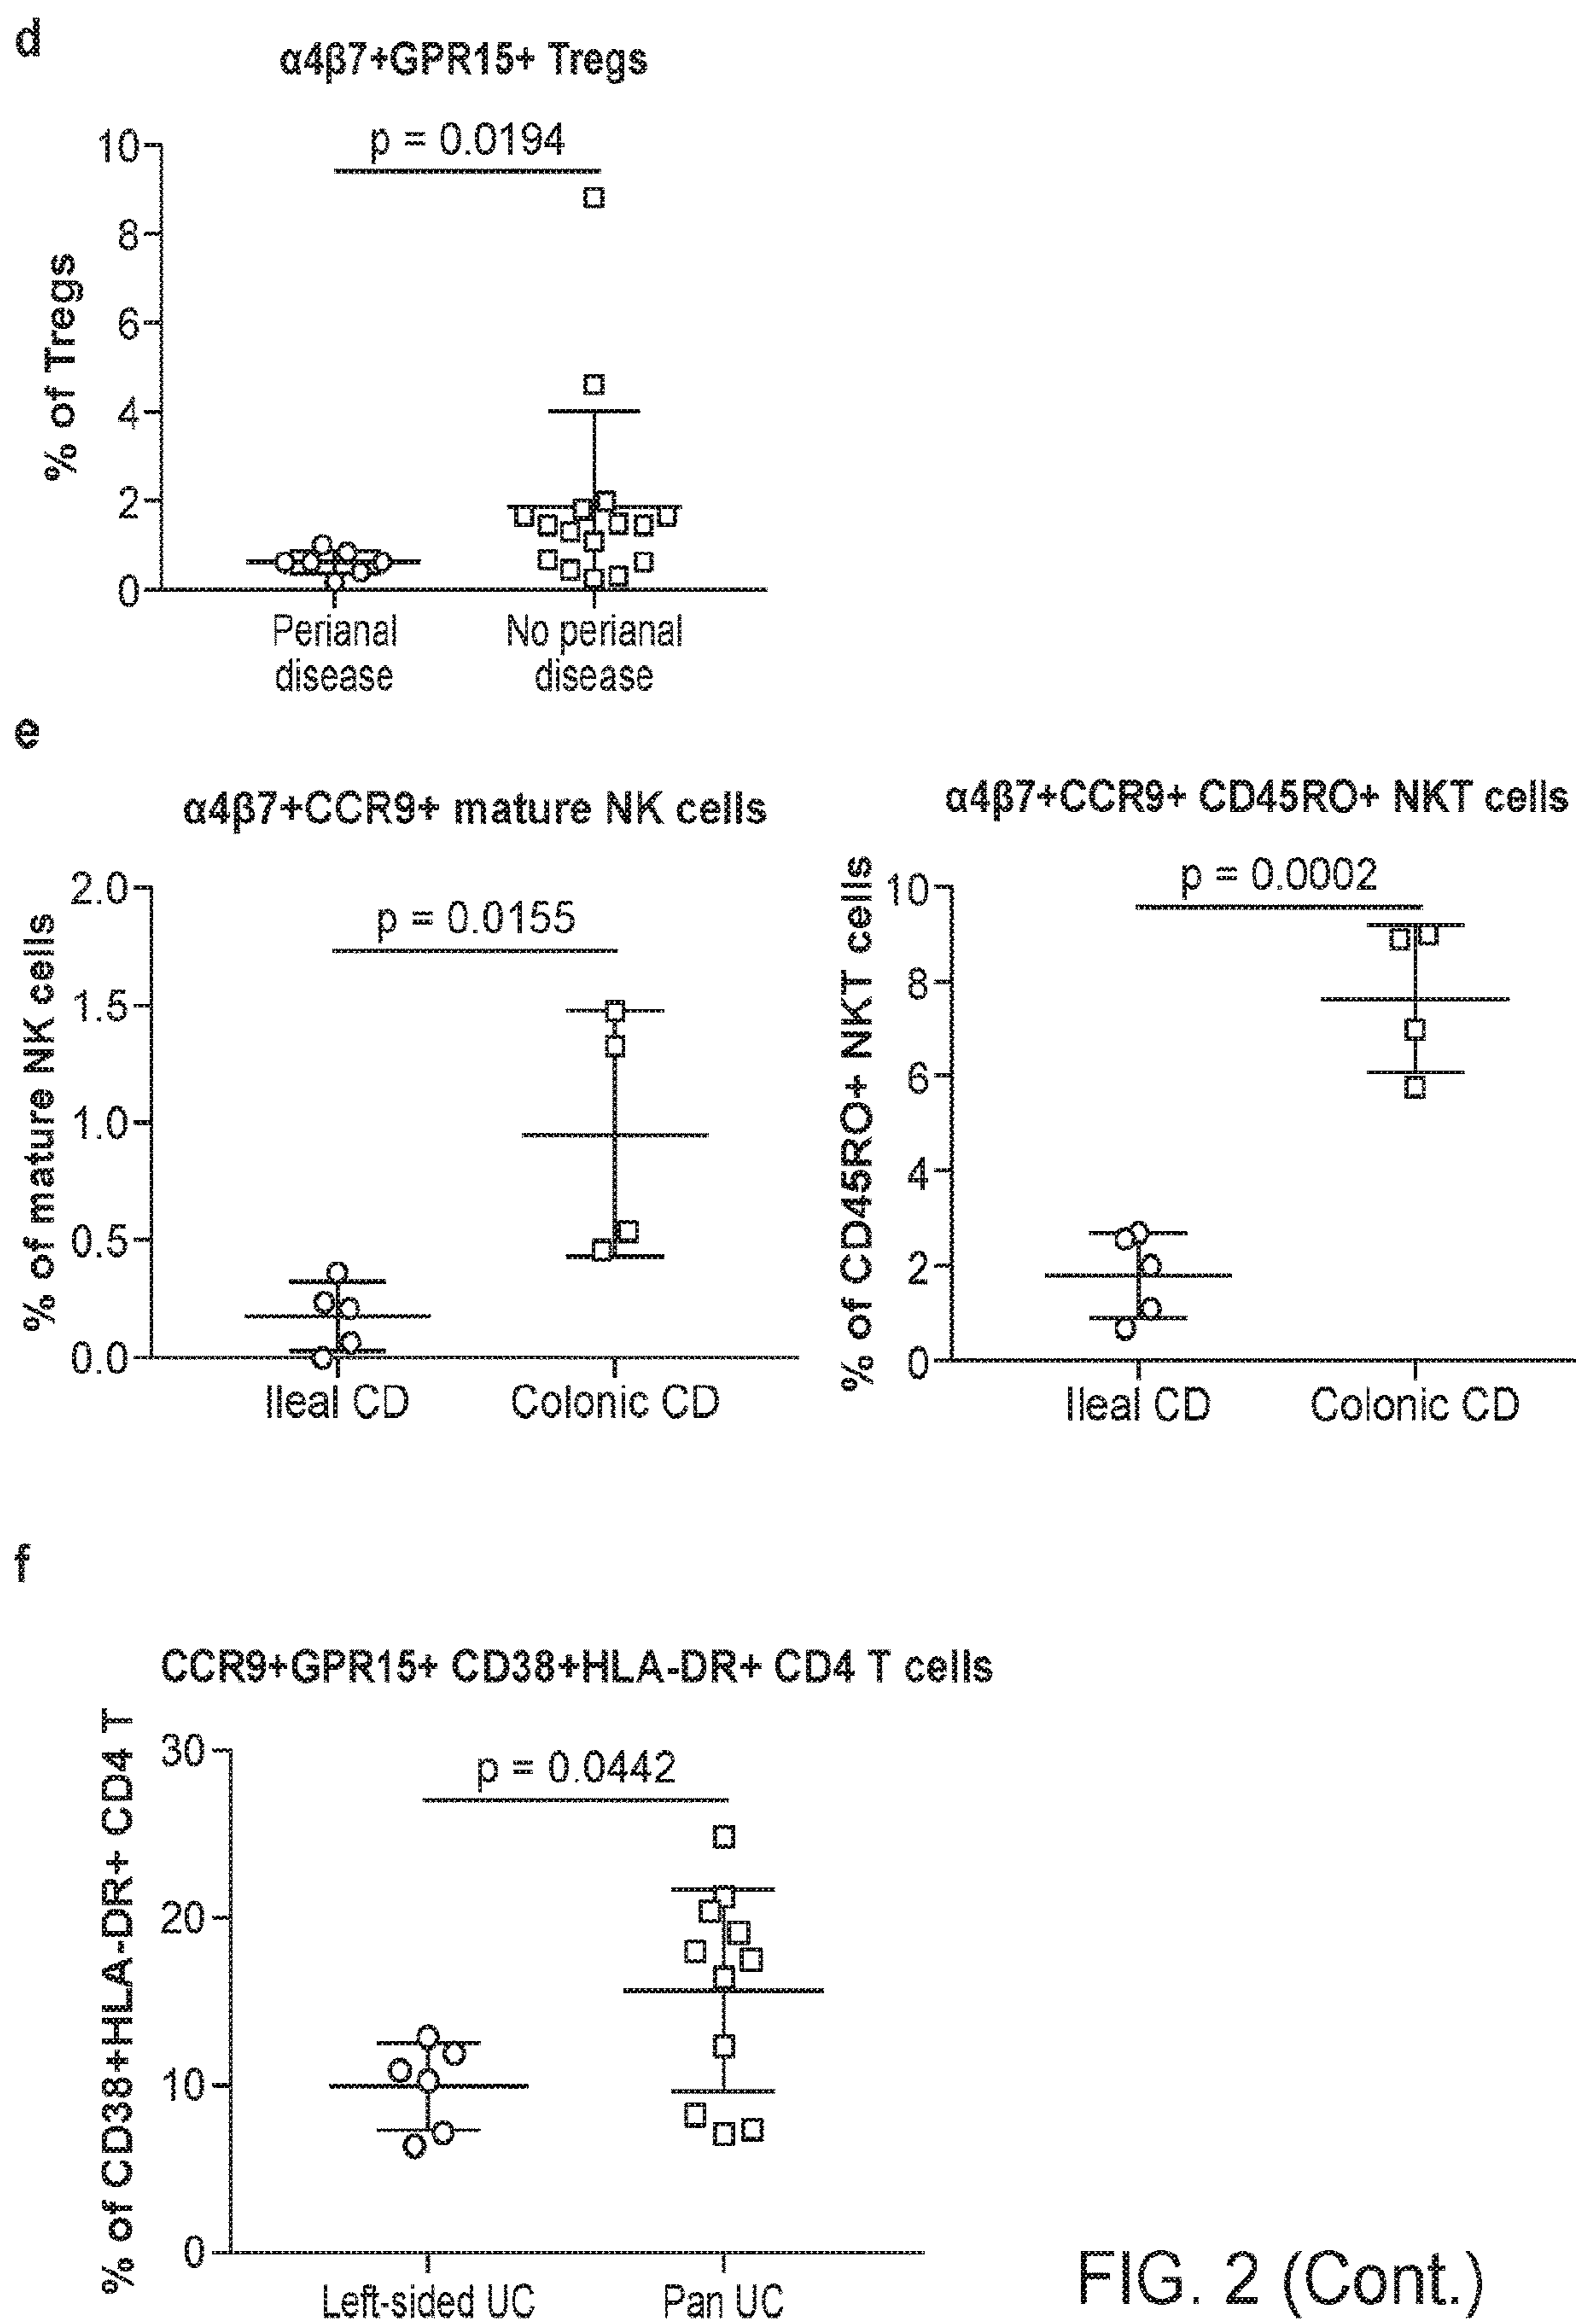 d
α4β7+GPR15+ Tregs
p = 0.0194
% of Tregs
10
8
6
4
2
0
Perianal
disease
No perianal
disease
e
α4β7+CCR9+ mature NK cells
p = 0.0155
% of mature NK cells
2.0
1.5
1.0
0.5
0.0
Ileal CD
Colonic CD
α4β7+CCR9+ CD45RO+ NKT cells
p = 0.0002
% of CD45RO+ NKT cells
10
8
6
4
2
0
Ileal CD
Colonic CD
f
CCR9+GPR15+ CD38+HLA-DR+ CD4 T cells
p = 0.0442
% of CD38+HLA-DR+ CD4 T
30
20
10
0
Left-sided UC
Pan UC
FIG. 2 (Cont.)